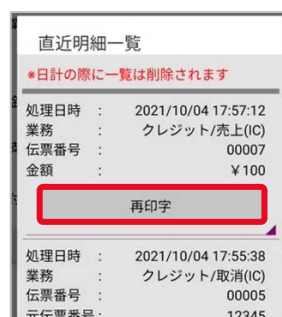 直近明細一覧
※日計の際に一覧は削除されます
処理日時 : 2021/10/04 17:57:12
業務 : クレジット/売上(IC)
伝票番号 : 00007
金額 : ¥100
再印字
処理日時 : 2021/10/04 17:55:38
業務 : クレジット/取消(IC)
伝票番号 : 00005
元伝票番号 : 12345